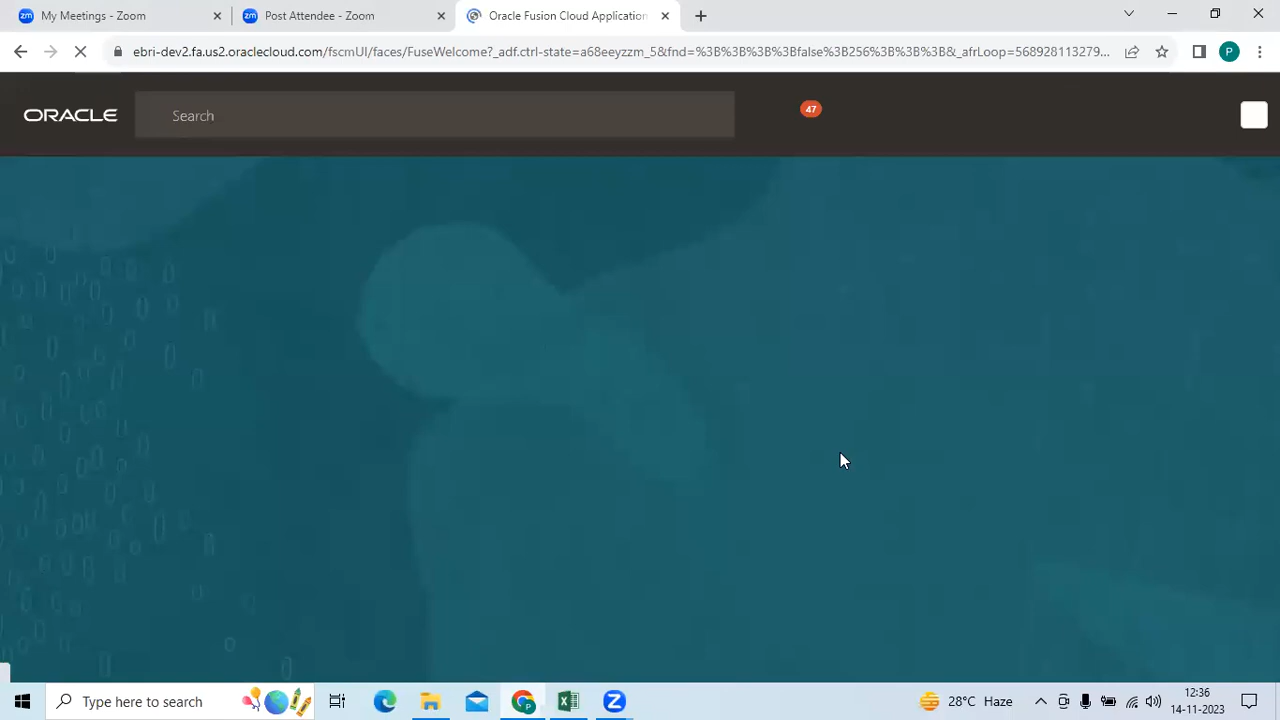 My Meetings - Zoom
Post Attendee - Zoom
Oracle Fusion Cloud Application
ebri-dev2.fa.us2.oraclecloud.com/fscmUI/faces/FuseWelcome?_adf.ctrl-state=a68eeyzzm_5&fnd=%3B%3B%3B%3Bfalse%3B256%3B%3B%3B&_afrLoop=568928113279...
P
ORACLE
Search
47
Type here to search
28°C Haze
12:36
14-11-2023